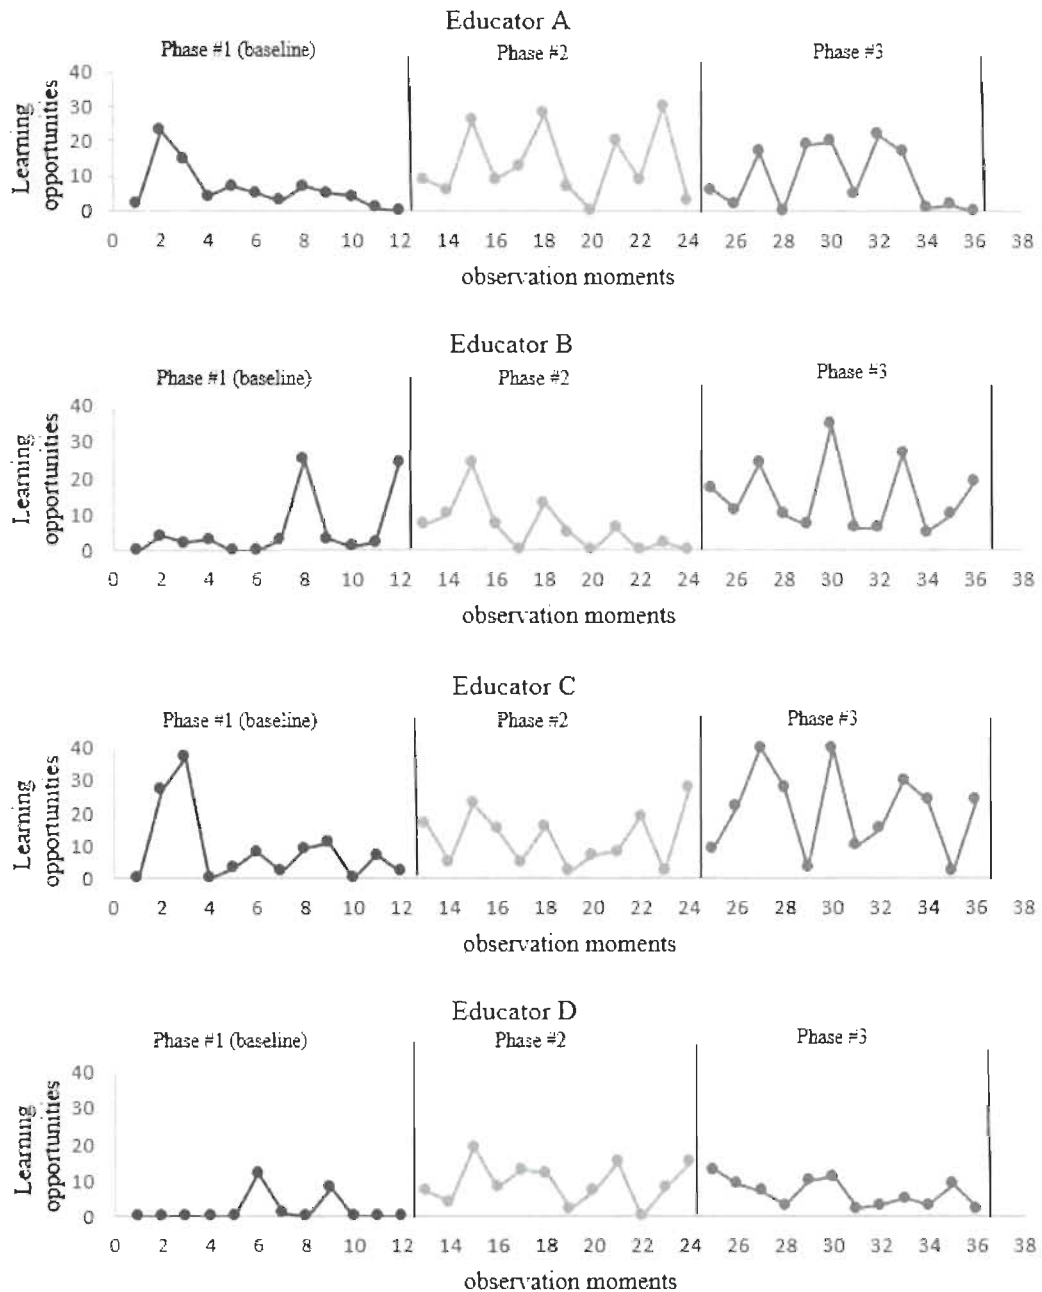 Educator A
Phase #1 (baseline) Phase #2 Phase #3
Learning
opportunities
40
30
20
10
0
0 2 4 6 8 10 12 14 16 18 20 22 24 26 28 30 32 34 36 38
observation moments
Educator B
Phase #1 (baseline) Phase #2 Phase #3
Learning
opportunities
40
30
20
10
0
0 2 4 6 8 10 12 14 16 18 20 22 24 26 28 30 32 34 36 38
observation moments
Educator C
Phase #1 (baseline) Phase #2 Phase #3
Learning
opportunities
40
30
20
10
0
0 2 4 6 8 10 12 14 16 18 20 22 24 26 28 30 32 34 36 38
observation moments
Educator D
Phase #1 (baseline) Phase #2 Phase #3
Learning
opportunities
40
30
20
10
0
0 2 4 6 8 10 12 14 16 18 20 22 24 26 28 30 32 34 36 38
observation moments